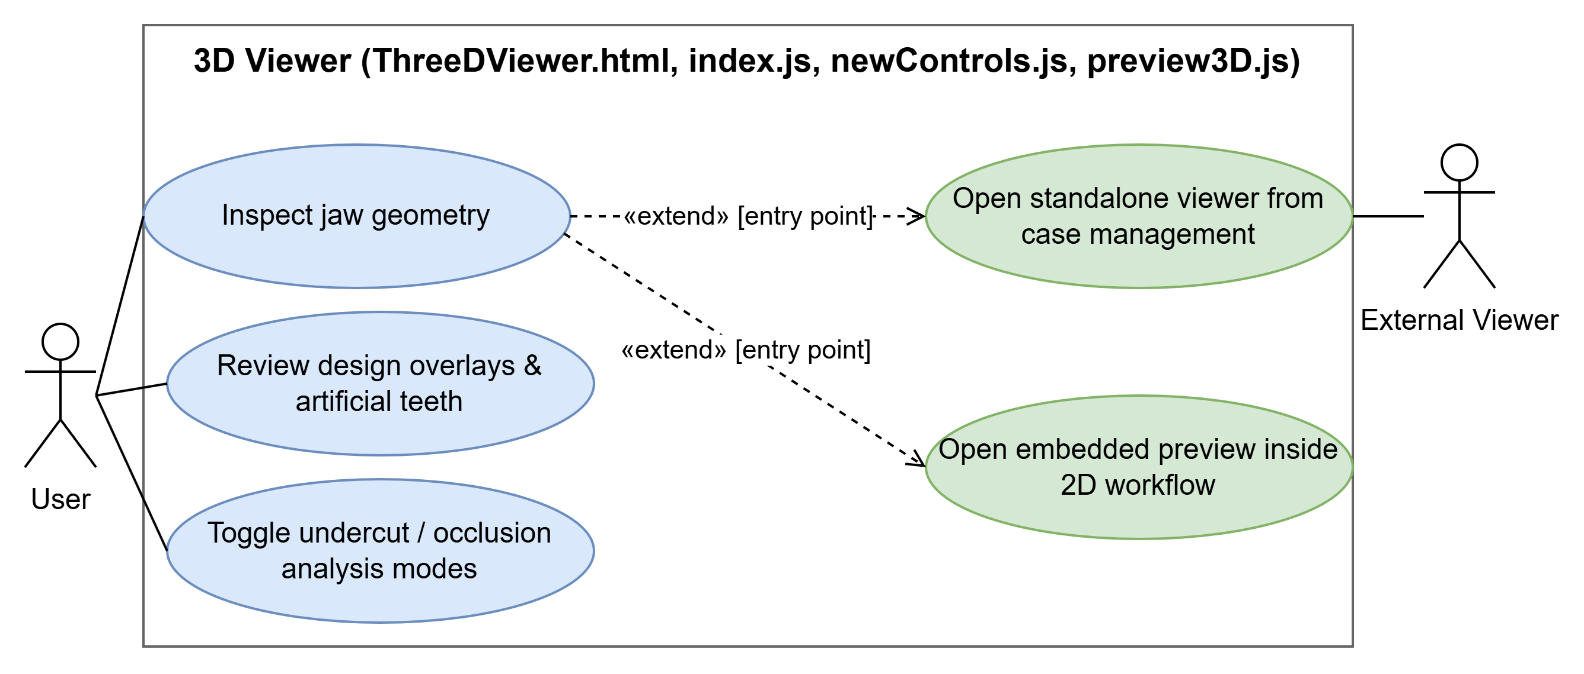 3D Viewer (ThreeDViewer.html, index.js, newControls.js, preview3D.js)
Inspect jaw geometry
«extend» [entry point]
Open standalone viewer from
case management
External Viewer
Review design overlays &
artificial teeth
«extend» [entry point]
User
Open embedded preview inside
2D workflow
Toggle undercut / occlusion
analysis modes